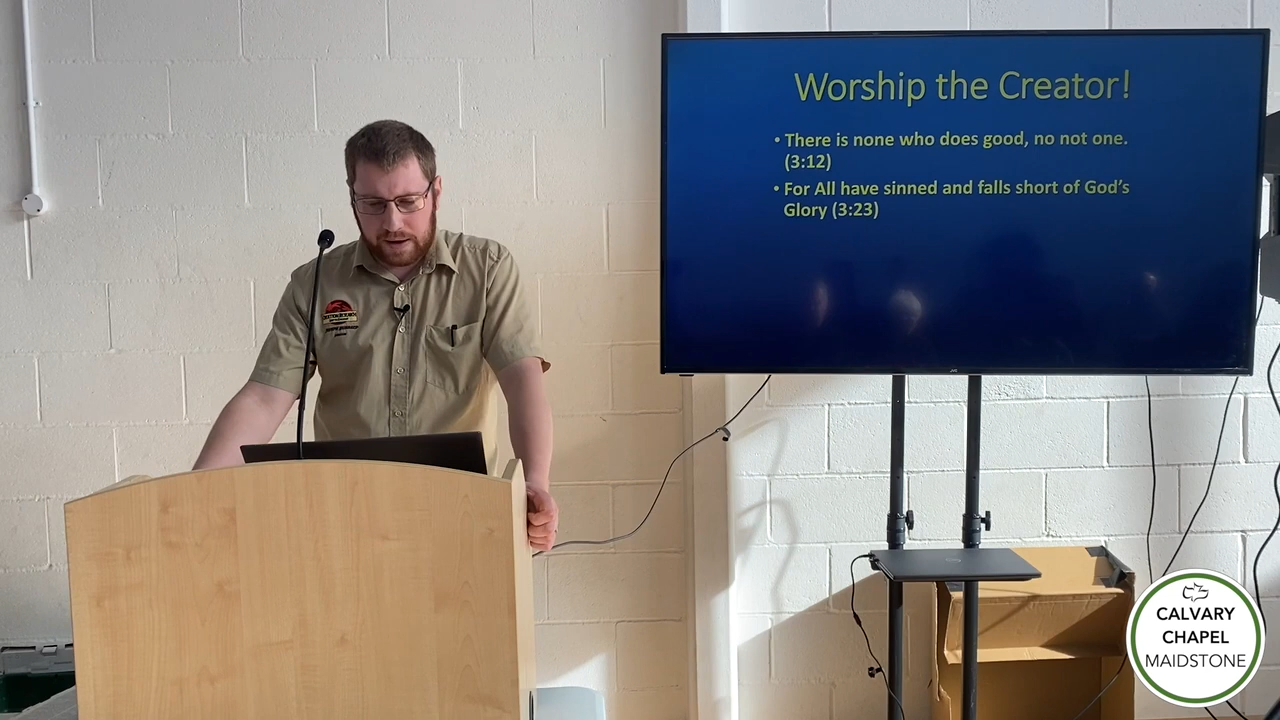 Worship the Creator!
• There is none who does good, no not one.
(3:12)
• For All have sinned and falls short of God's
Glory (3:23)
JVC
CALVARY
CHAPEL
MAIDSTONE